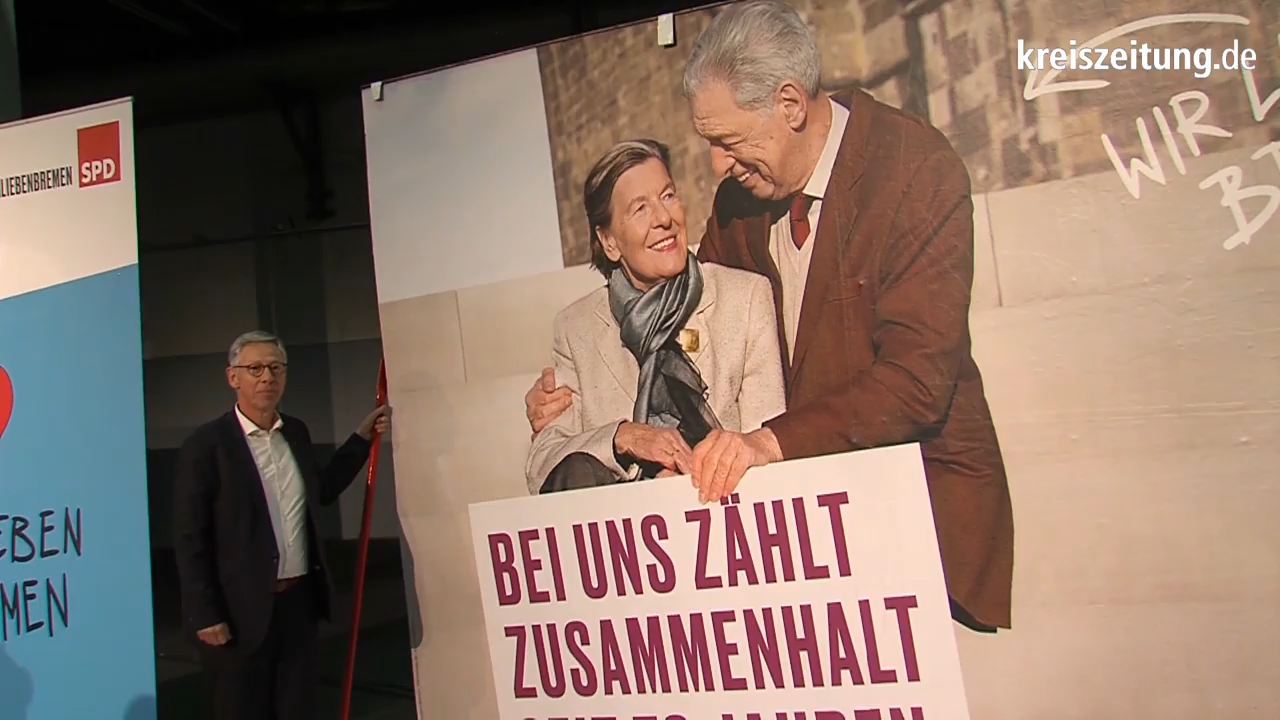 kreiszeitung.de
LIEBENBREMEN
SPD
EBEN
MEN
BEI UNS ZÄHLT
ZUSAMMENHALT
WIR L
B